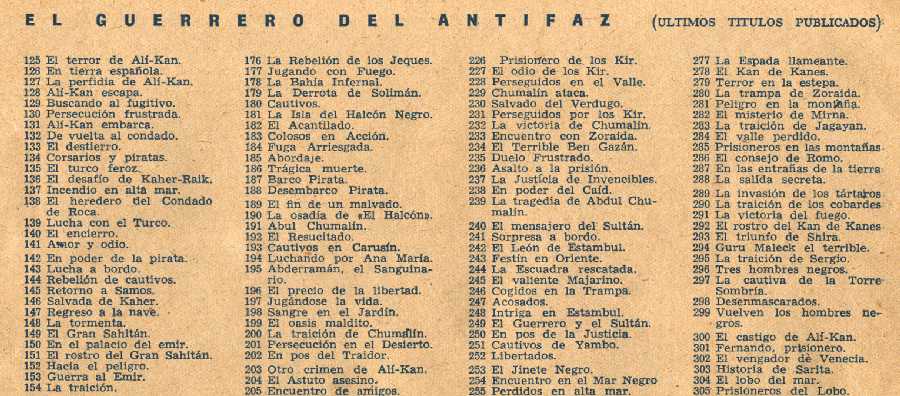 EL GUERRERO DEL ANTIFAZ (ULTIMOS TITULOS PUBLICADOS)
125 El terror de Alí-Kan.
126 En tierra española.
127 La perfidia de Alí-Kan.
128 Alí-Kan escapa.
129 Buscando al fugitivo.
130 Persecución frustrada.
131 Alí-Kan embarca.
132 De vuelta al condado.
133 El destierro.
134 Corsarios y piratas.
135 El turco feroz.
136 El desafío de Kaher-Raik.
137 Incendio en alta mar.
138 El heredero del Condado
de Roca.
139 Lucha con el Turco.
140 El encierro.
141 Amor y odio.
142 En poder de la pirata.
143 Lucha a bordo.
144 Rebellón de cautivos.
145 Retorno a Samos.
146 Salvada de Kaher.
147 Regreso a la nave.
148 La tormenta.
149 El Gran Sahitán.
150 En el palacio del emir.
151 El rostro del Gran Sahitán.
152 Hacia el peligro.
153 Guerra al Emir.
154 La traición.
176 La Rebelión de los Jeques.
177 Jugando con Fuego.
178 La Bahía Infernal.
179 La Derrota de Solimán.
180 Cautivos.
181 La Isla del Halcón Negro.
182 El Acantilado.
183 Colosos en Acción.
184 Fuga Arriesgada.
185 Abordaje.
186 Trágica muerte.
187 Barco Pirata.
188 Desembarco Pirata.
189 El fin de un malvado.
190 La osadía de «El Halcón».
191 Abul Chumalin.
192 El Resucitado.
193 Cautivos en Carusín.
194 Luchando por Ana María.
195 Abderramán, el Sanguina-
rio.
196 El precio de la libertad.
197 Jugándose la vida.
198 Sangre en el Jardín.
199 El oasis maldito.
200 La traición de Chumalín.
201 Persecución en el Desierto.
202 En pos del Traidor.
203 Otro crimen de Alí-Kan.
204 El Astuto asesino.
205 Encuentro de amigos.
226 Prisionero de los Kir.
227 El odio de los Kir.
228 Perseguidos en el Valle.
229 Chumalín ataca.
230 Salvado del Verdugo.
231 Perseguidos por los Kir.
232 La victoria de Chumalín.
233 Encuentro con Zoraida.
234 El Terrible Ben Gazán.
235 Duelo Frustrado.
236 Asalto a la prisión.
237 La Justicia de Invencibles.
238 En poder del Cuíd.
239 La tragedia de Abdul Chu-
malín.
240 El mensajero del Sultán.
241 Sorpresa a bordo.
242 El León de Estambul.
243 Festín en Oriente.
244 La Escuadra rescatada.
245 El valiente Majarino.
246 Cogidos en la Trampa.
247 Acosados.
248 Intriga en Estambul.
249 El Guerrero y el Sultán.
250 En pos de la Justicia.
251 Cautivos de Yambo.
252 Libertados.
253 El Jinete Negro.
254 Encuentro en el Mar Negro
255 Perdidos en alta mar.
277 La Espada llameante.
278 El Kan de Kanes.
279 Terror en la estepa.
280 La trampa de Zoraida.
281 Peligro en la montaña.
282 El misterio de Mirna.
283 La traición de Jagayan.
284 El valle perdido.
285 Prisioneros en las montañas
286 El consejo de Romo.
287 En las entrañas de la tierra
288 La salida secreta.
289 La invasión de los tártaros
290 La traición de los cobardes
291 La victoria del fuego.
292 El rostro del Kan de Kanes
293 El triunfo de Shira.
294 Guru Maleck el terrible.
295 La traición de Sergio.
296 Tres hombres negros.
297 La cautiva de la Torre
Sombría.
298 Desenmascarados.
299 Vuelven los hombres ne-
gros.
300 El castigo de Alí-Kan.
301 Fernando, prisionero.
302 El vengador de Venecia.
303 Historia de Sarita.
304 El lobo del mar.
305 Prisioneros del Lobo.